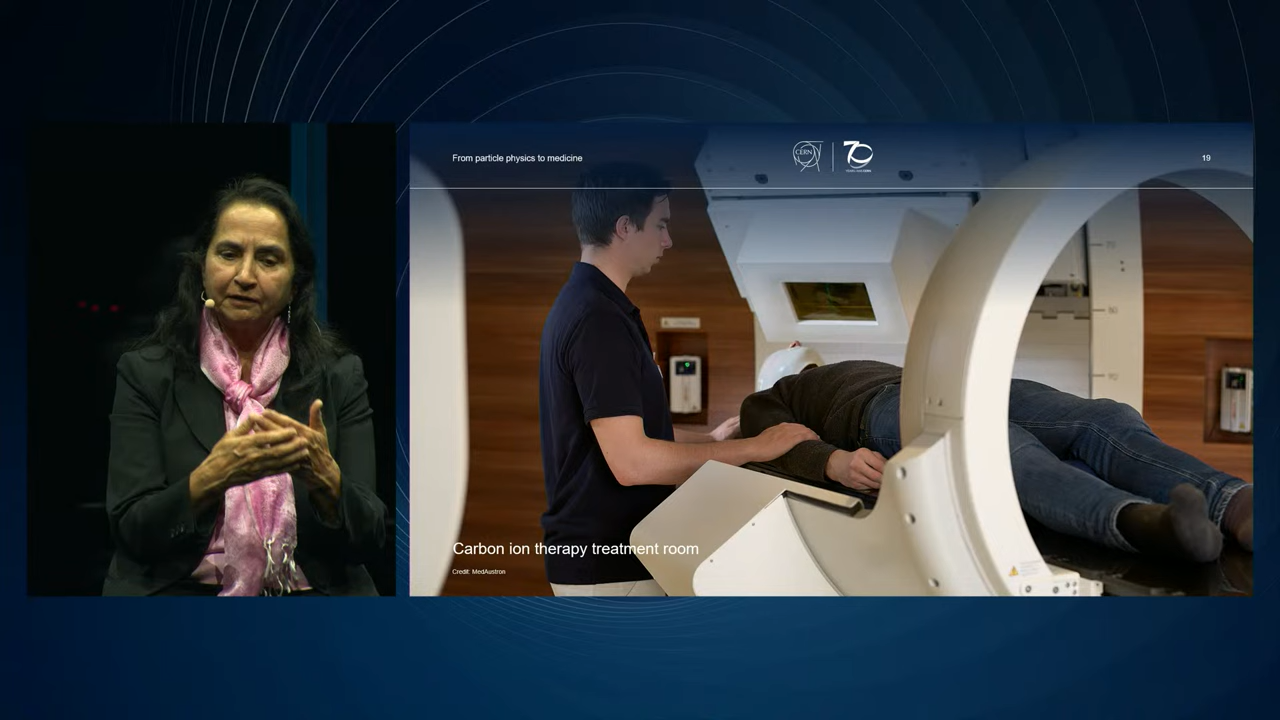 From particle physics to medicine
CERN
70
19
Carbon ion therapy treatment room
Credit: MedAustron